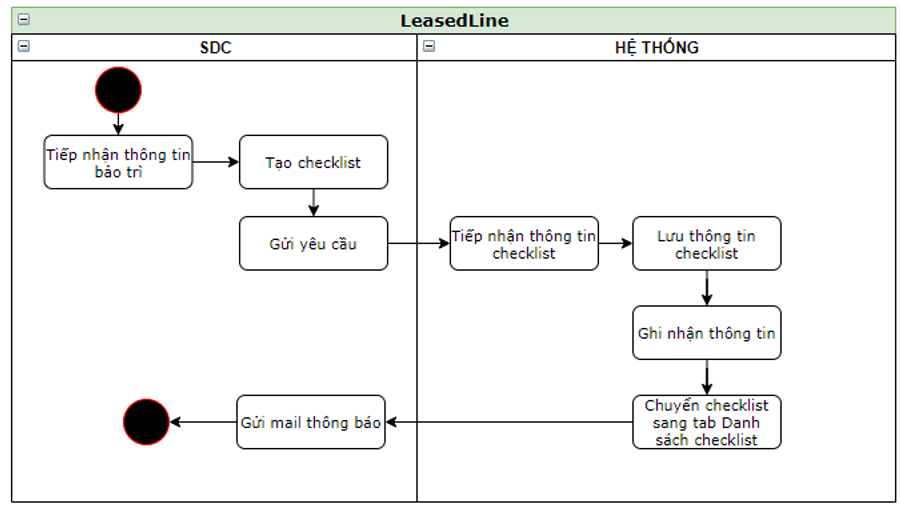 LeasedLine
SDC
HỆ THỐNG
Tiếp nhận thông tin
bảo trì
Tạo checklist
Gửi yêu cầu
Tiếp nhận thông tin
checklist
Lưu thông tin
checklist
Ghi nhận thông tin
Chuyển checklist
sang tab Danh
sách checklist
Gửi mail thông báo